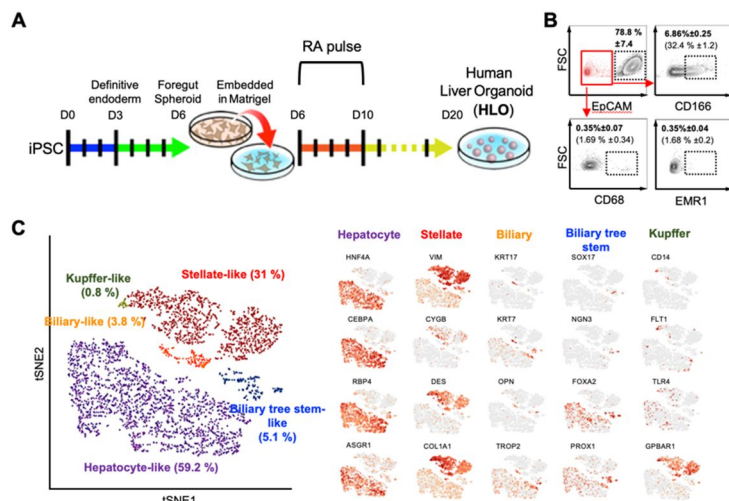 A
RA pulse
Definitive
endoderm
Foregut
Spheroid
Embedded
in Matrigel
Human
Liver Organoid
(HLO)
D0
D3
D6
D6
D10
D20
iPSC
B
78.8 %
±7.4
6.86%±0.25
(32.4 % ±1.2)
FSC
EpCAM
CD166
0.35%±0.07
(1.69 % ±0.34)
0.35%±0.04
(1.68 % ±0.2)
FSC
CD68
EMR1
C
Kupffer-like
(0.8 %)
Stellate-like (31 %)
Biliary-like (3.8 %)
Biliary tree stem-
like
(5.1 %)
Hepatocyte-like (59.2 %)
tSNE2
tSNE1
Hepatocyte
Stellate
Biliary
Biliary tree
stem
Kupffer
HNF4A
VIM
KRT17
SOX17
CD14
CEBPA
CYGB
KRT7
NGN3
FLT1
RBP4
DES
OPN
FOXA2
TLR4
ASGR1
COL1A1
TROP2
PROX1
GPBAR1